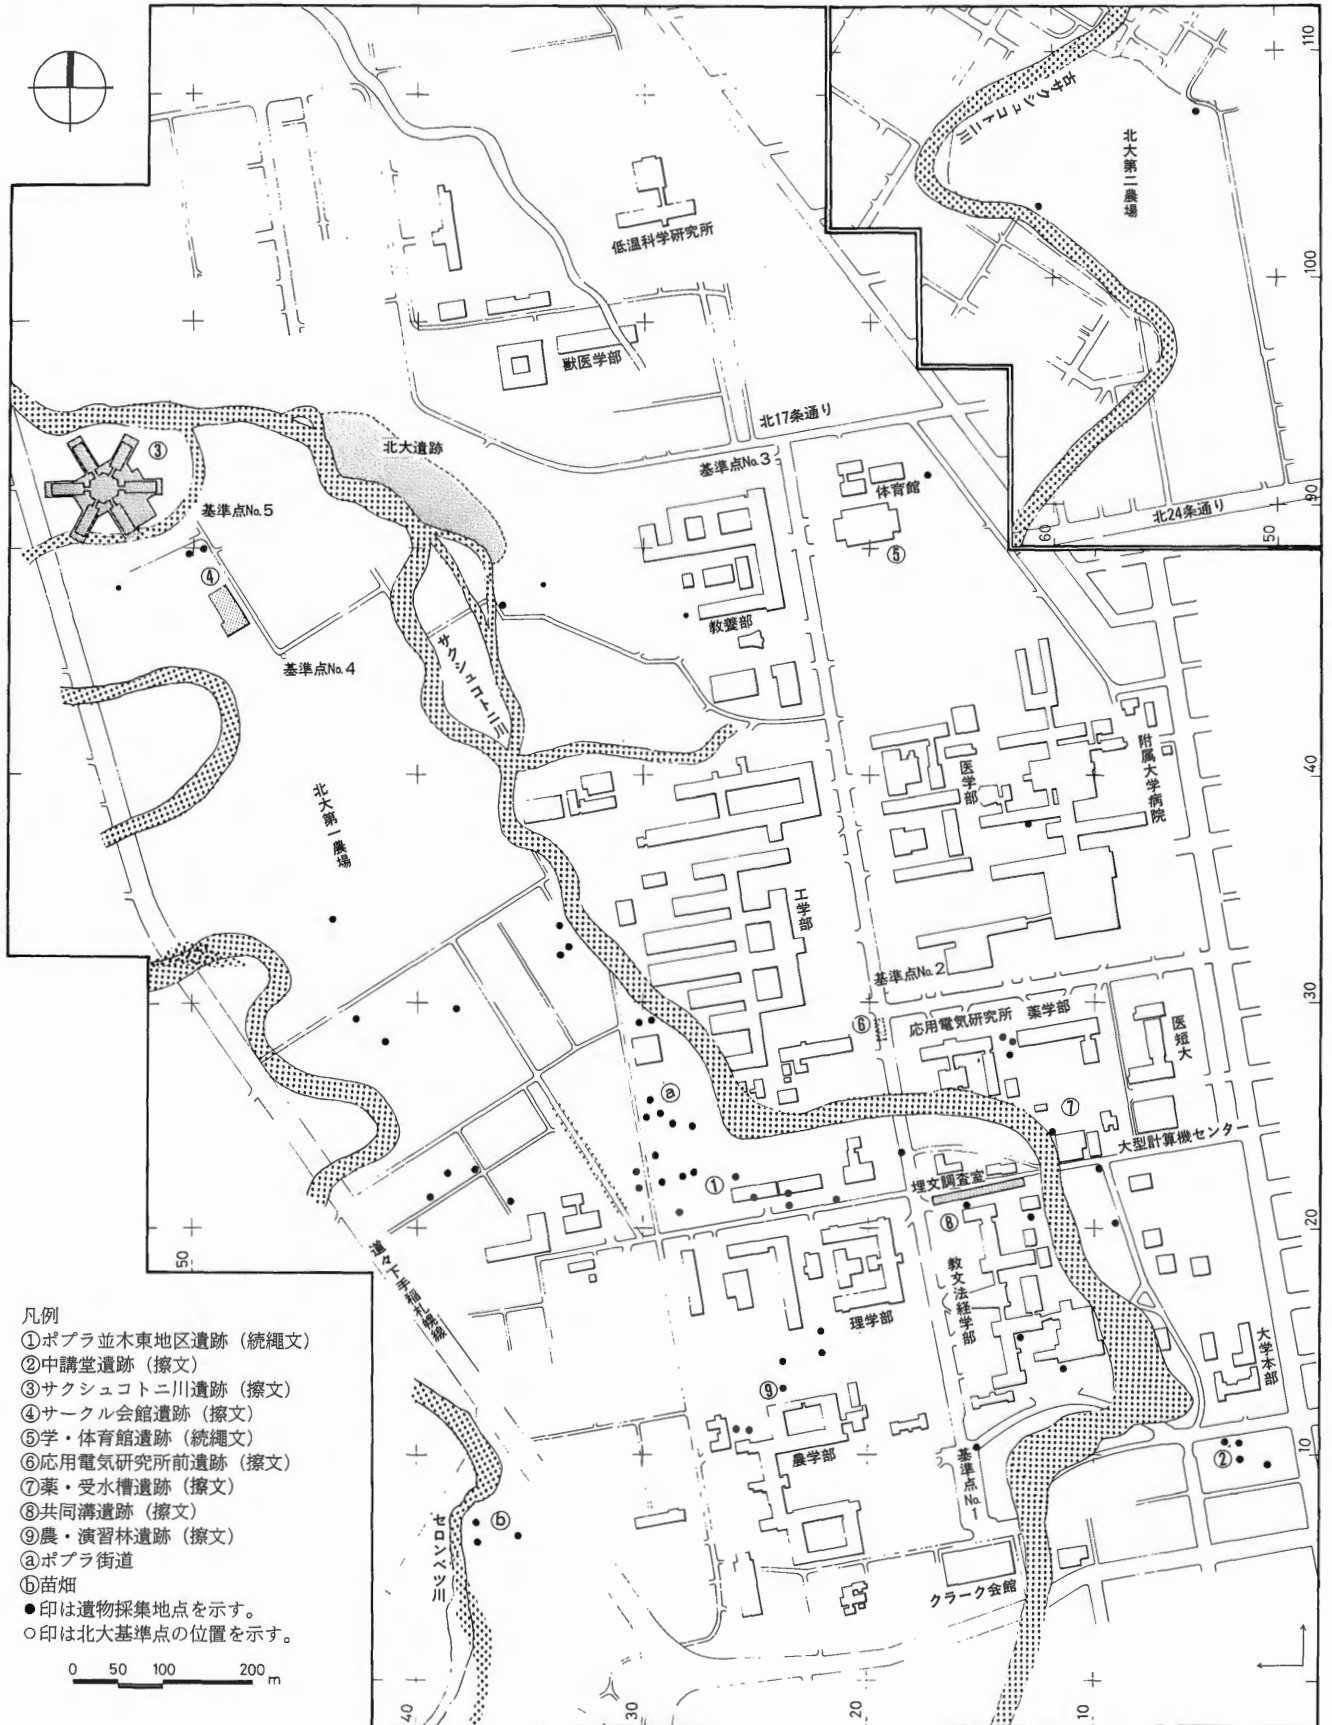 古サクシュコトニ川
北大第二農場
110
100
90
60
50
北24条通り
低温科学研究所
獣医学部
北17条通り
北大遺跡
基準点No.3
体育館
③
基準点No.5
⑤
④
教養部
サクシュコトニ川
基準点No.4
附属大学病院
医学部
40
北大第一農場
工学部
基準点No.2
30
⑥
応用電気研究所
薬学部
医短大
ⓐ
⑦
大型計算機センター
①
埋文調査室
⑧
20
50
道々下手稲札幌線
教文法経学部
理学部
大学本部
⑨
農学部
基準点No.1
②
10
ⓑ
セロンベツ川
クラーク会館
40
30
20
10
凡例
①ポプラ並木東地区遺跡（続縄文）
②中講堂遺跡（擦文）
③サクシュコトニ川遺跡（擦文）
④サークル会館遺跡（擦文）
⑤学・体育館遺跡（続縄文）
⑥応用電気研究所前遺跡（擦文）
⑦薬・受水槽遺跡（擦文）
⑧共同溝遺跡（擦文）
⑨農・演習林遺跡（擦文）
ⓐポプラ街道
ⓑ苗畑
●印は遺物採集地点を示す。
○印は北大基準点の位置を示す。
0 50 100 200 m